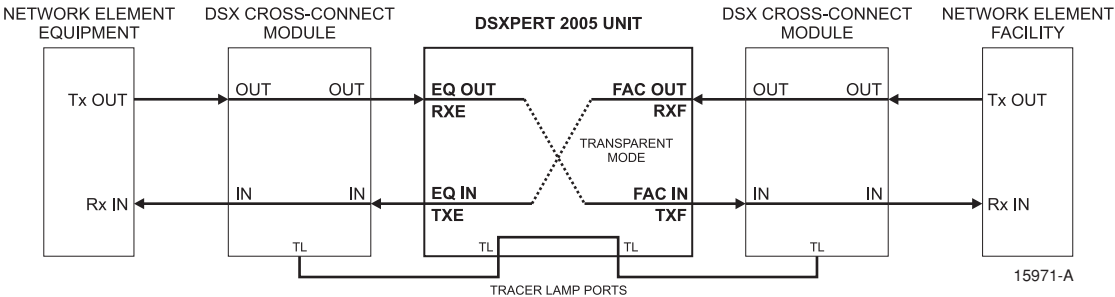 NETWORK ELEMENT
EQUIPMENT
DSX CROSS-CONNECT
MODULE
DSXPERT 2005 UNIT
DSX CROSS-CONNECT
MODULE
NETWORK ELEMENT
FACILITY
Tx OUT
OUT
OUT
EQ OUT
RXE
FAC OUT
RXF
OUT
OUT
Tx OUT
TRANSPARENT
MODE
Rx IN
IN
IN
EQ IN
TXE
FAC IN
TXF
IN
IN
Rx IN
TL
TL
TL
TL
TRACER LAMP PORTS
15971-A